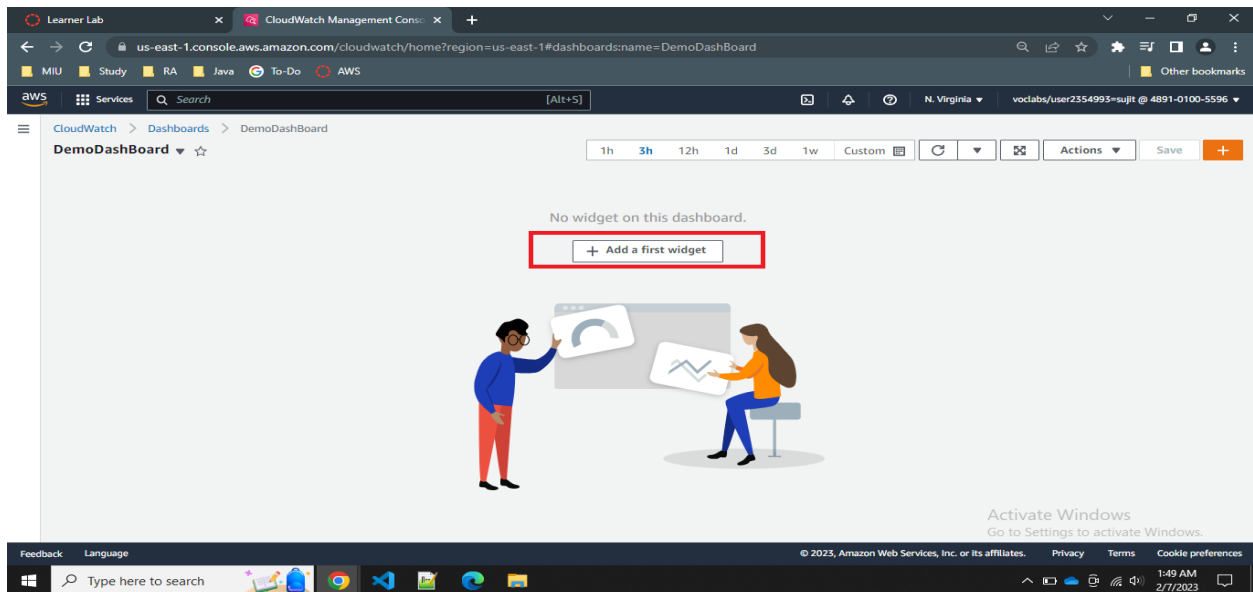 Learner Lab
CloudWatch Management Conso
us-east-1.console.aws.amazon.com/cloudwatch/home?region=us-east-1#dashboards:name=DemoDashBoard
MIU Study RA Java To-Do AWS Other bookmarks
aws Services Search [Alt+S] N. Virginia voclabs/user2354993=sujit @ 4891-0100-5596
CloudWatch > Dashboards > DemoDashBoard
DemoDashBoard 1h 3h 12h 1d 3d 1w Custom Actions Save
No widget on this dashboard.
+ Add a first widget
Activate Windows
Go to Settings to activate Windows.
Feedback Language © 2023, Amazon Web Services, Inc. or its affiliates. Privacy Terms Cookie preferences
Type here to search 1:49 AM
2/7/2023